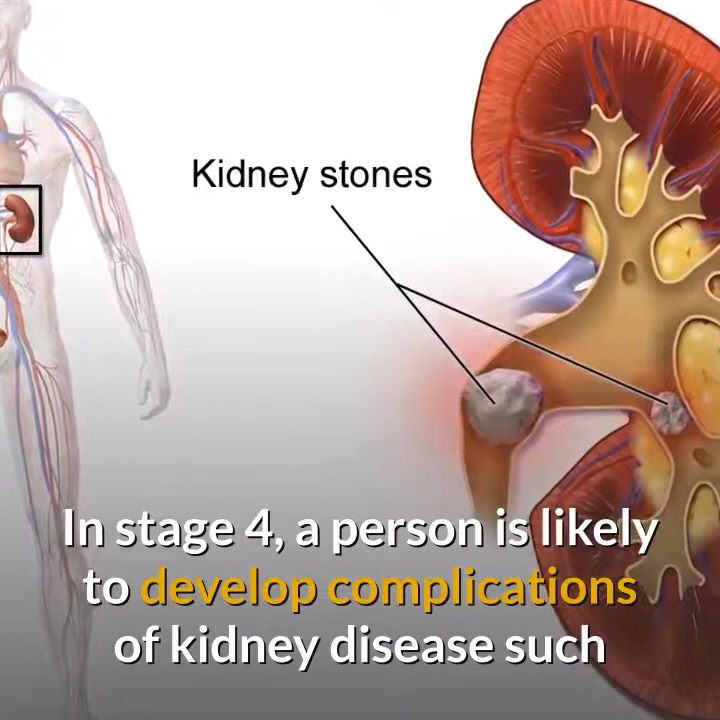 Kidney stones
In stage 4, a person is likely
to develop complications
of kidney disease such